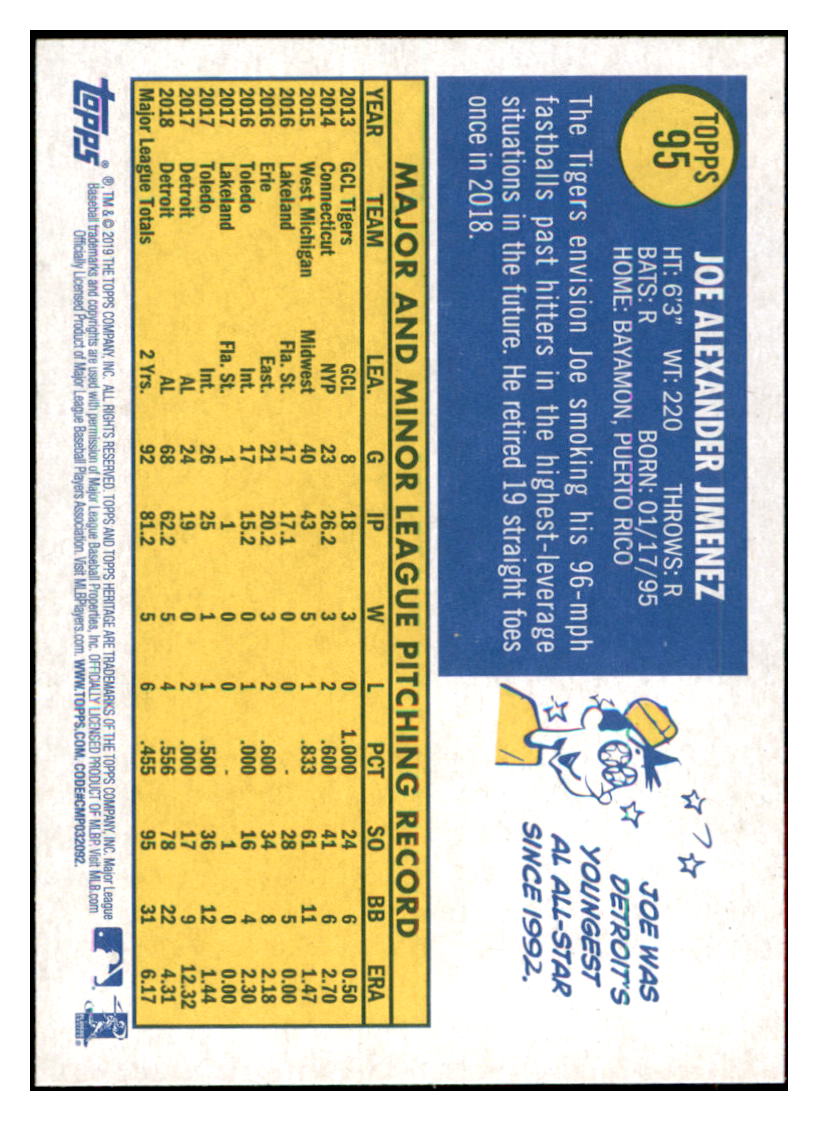 TOPPS
95
JOE ALEXANDER JIMENEZ
HT: 6'3" WT: 220 THROWS: R
BATS: R BORN: 01/17/95
HOME: BAYAMON, PUERTO RICO
The Tigers envision Joe smoking his 96-mph
fastballs past hitters in the highest-leverage
situations in the future. He retired 19 straight foes
once in 2018.
JOE WAS
DETROIT'S
YOUNGEST
AL ALL-STAR
SINCE 1992.
MAJOR AND MINOR LEAGUE PITCHING RECORD
YEAR TEAM LEA. G IP W L PCT SO BB ERA
2013 GCL Tigers GCL 8 18 3 0 1.000 24 6 0.50
2014 Connecticut NYP 23 26.2 3 2 .600 41 6 2.70
2015 West Michigan Midwest 40 43 5 1 .833 61 11 1.47
2016 Lakeland Fla. St. 17 17.1 0 0 - 28 5 0.00
2016 Erie East. 21 20.2 3 2 .600 34 8 2.18
2016 Toledo Int. 17 15.2 0 1 .000 16 4 2.30
2017 Lakeland Fla. St. 1 1 0 0 - 1 0 0.00
2017 Toledo Int. 26 25 1 1 .500 36 12 1.44
2017 Detroit AL 24 19 0 2 .000 17 9 12.32
2018 Detroit AL 68 62.2 5 4 .556 78 22 4.31
Major League Totals 2 Yrs. 92 81.2 5 6 .455 95 31 6.17
topps ® ® TM & © 2019 THE TOPPS COMPANY, INC. ALL RIGHTS RESERVED. TOPPS AND TOPPS HERITAGE ARE TRADEMARKS OF THE TOPPS COMPANY, INC. Major League
Baseball trademarks and copyrights are used with permission of Major League Baseball Properties, Inc. OFFICIALLY LICENSED PRODUCT OF MLBP. Visit MLB.com
Officially Licensed Product of Major League Baseball Players Association. Visit MLBPlayers.com. WWW.TOPPS.COM. CODE#CMP032092.